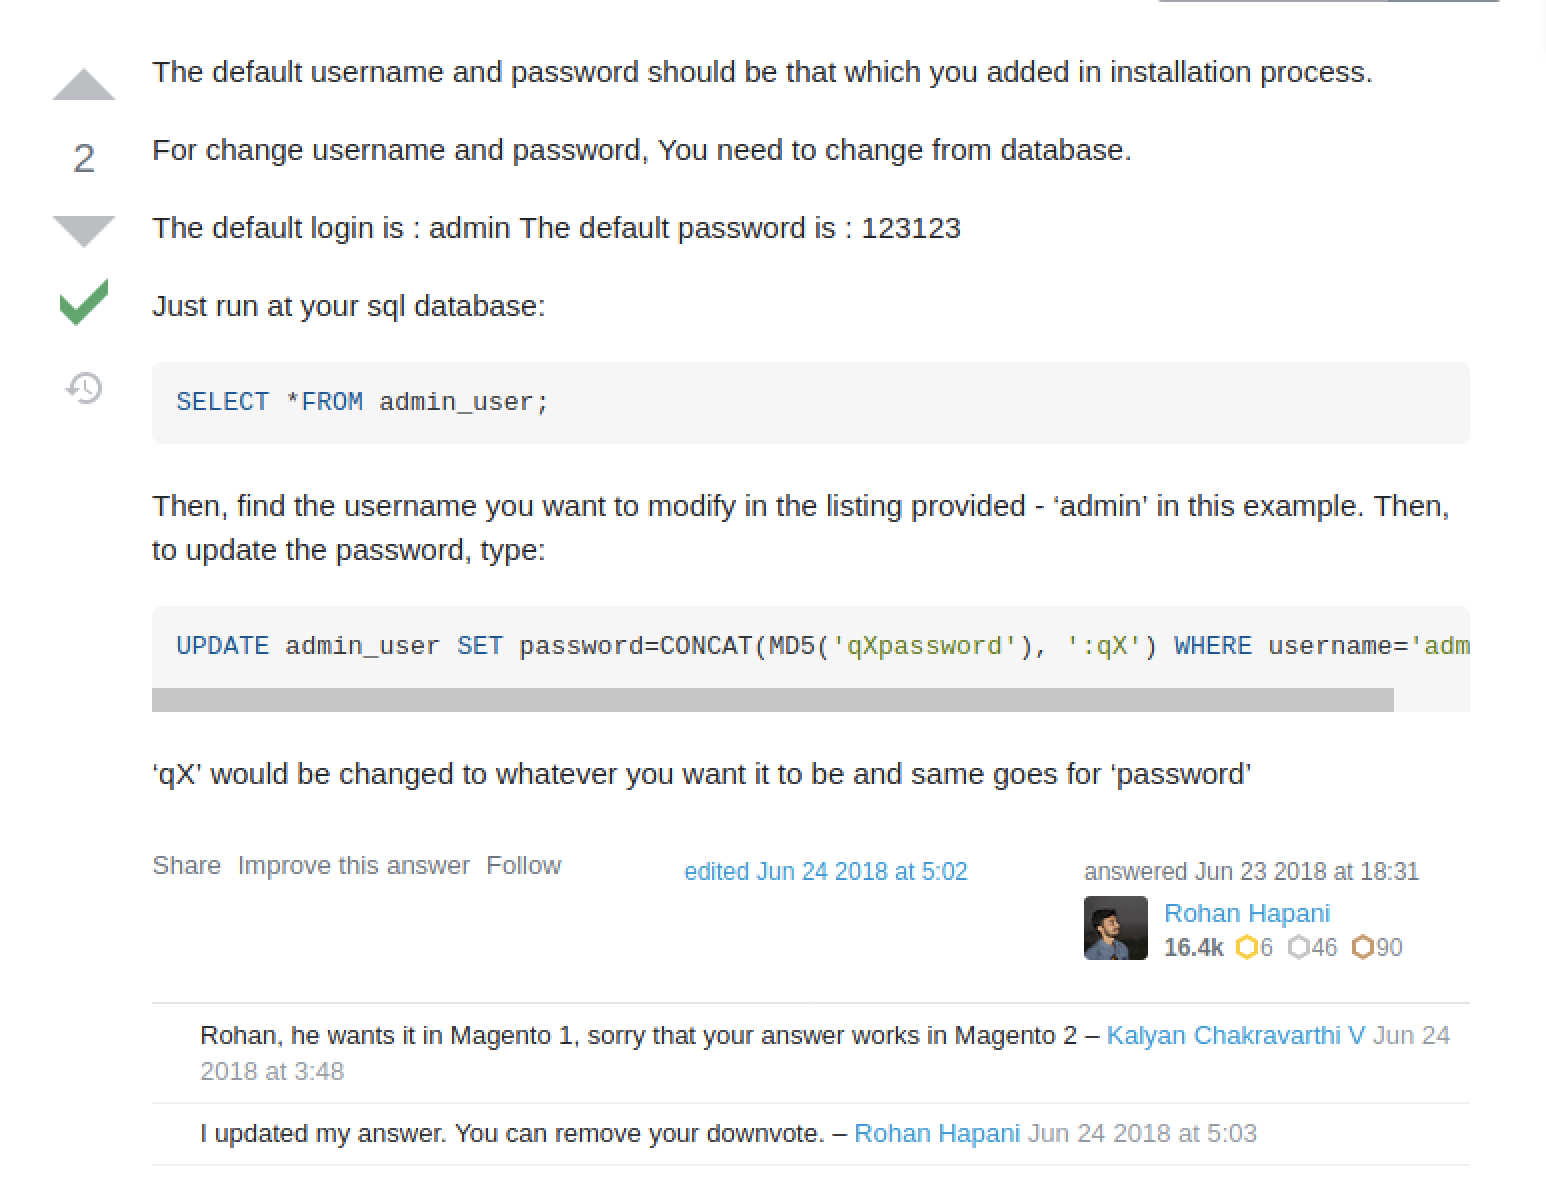 The default username and password should be that which you added in installation process.
2
For change username and password, You need to change from database.
The default login is : admin The default password is : 123123
Just run at your sql database:
SELECT *FROM admin_user;
Then, find the username you want to modify in the listing provided - ‘admin’ in this example. Then,
to update the password, type:
UPDATE admin_user SET password=CONCAT(MD5('qXpassword'), ':qX') WHERE username='adm
‘qX’ would be changed to whatever you want it to be and same goes for ‘password’
Share Improve this answer Follow
edited Jun 24 2018 at 5:02
answered Jun 23 2018 at 18:31
Rohan Hapani
16.4k 6 46 90
Rohan, he wants it in Magento 1, sorry that your answer works in Magento 2 – Kalyan Chakravarthi V Jun 24
2018 at 3:48
I updated my answer. You can remove your downvote. – Rohan Hapani Jun 24 2018 at 5:03